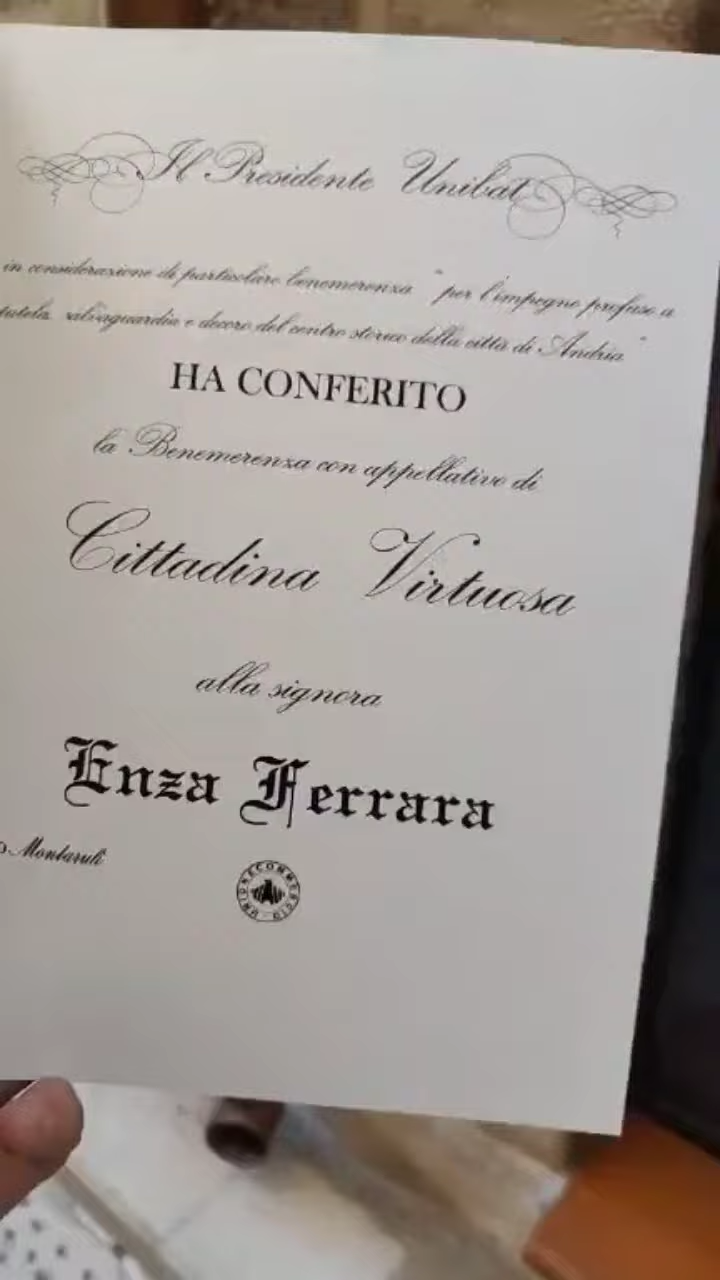 Il Presidente Unibat
in considerazione di particolare benemerenza "per l'impegno profuso a
tutela, salvaguardia e decoro del centro storico della città di Andria"
HA CONFERITO
la Benemerenza con appellativo di
Cittadina Virtuosa
alla signora
Enza Ferrara
Montaruli
UNIONECOMMERCIO